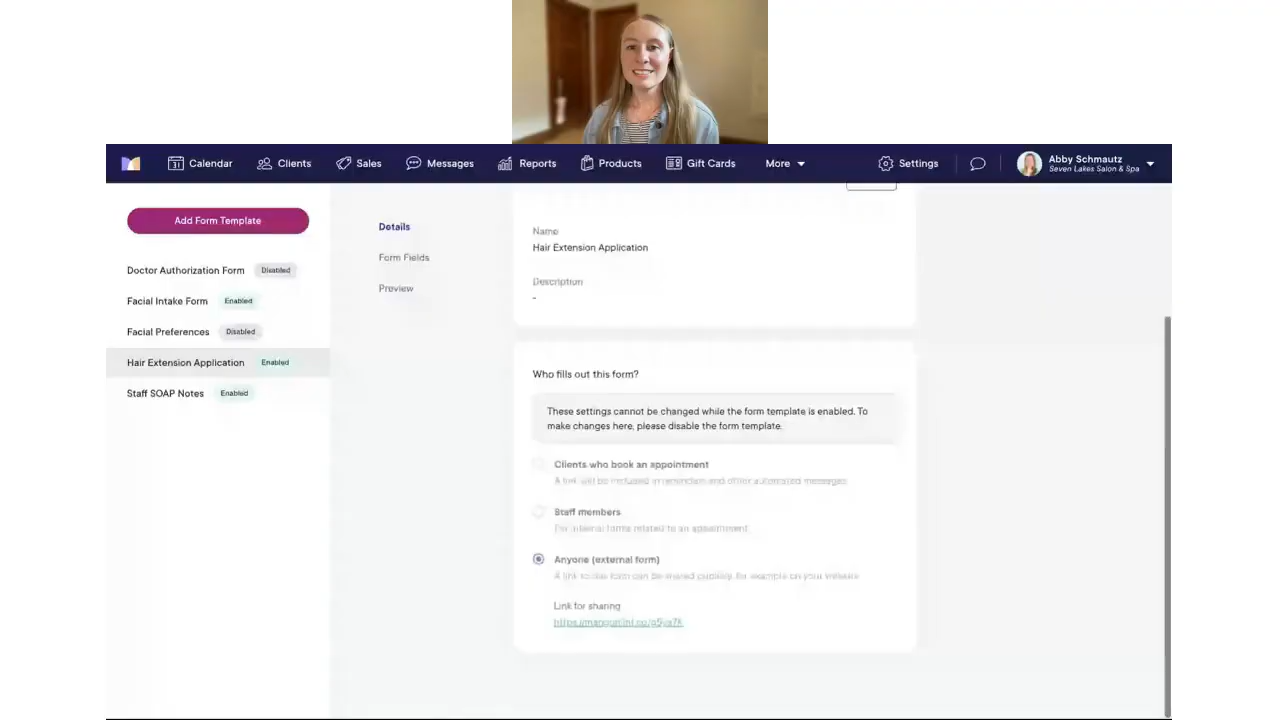 Calendar
Clients
Sales
Messages
Reports
Products
Gift Cards
More
Settings
Abby Schmautz
Seven Lakes Salon & Spa
Add Form Template
Doctor Authorization Form Disabled
Facial Intake Form Enabled
Facial Preferences Disabled
Hair Extension Application Enabled
Staff SOAP Notes Enabled
Details
Form Fields
Preview
Name
Hair Extension Application
Description
-
Who fills out this form?
These settings cannot be changed while the form template is enabled. To
make changes here, please disable the form template.
Clients who book an appointment
A link will be included in reminders and other automated messages
Staff members
For internal forms related to an appointment
Anyone (external form)
A link to this form can be shared publicly, for example on your website
Link for sharing